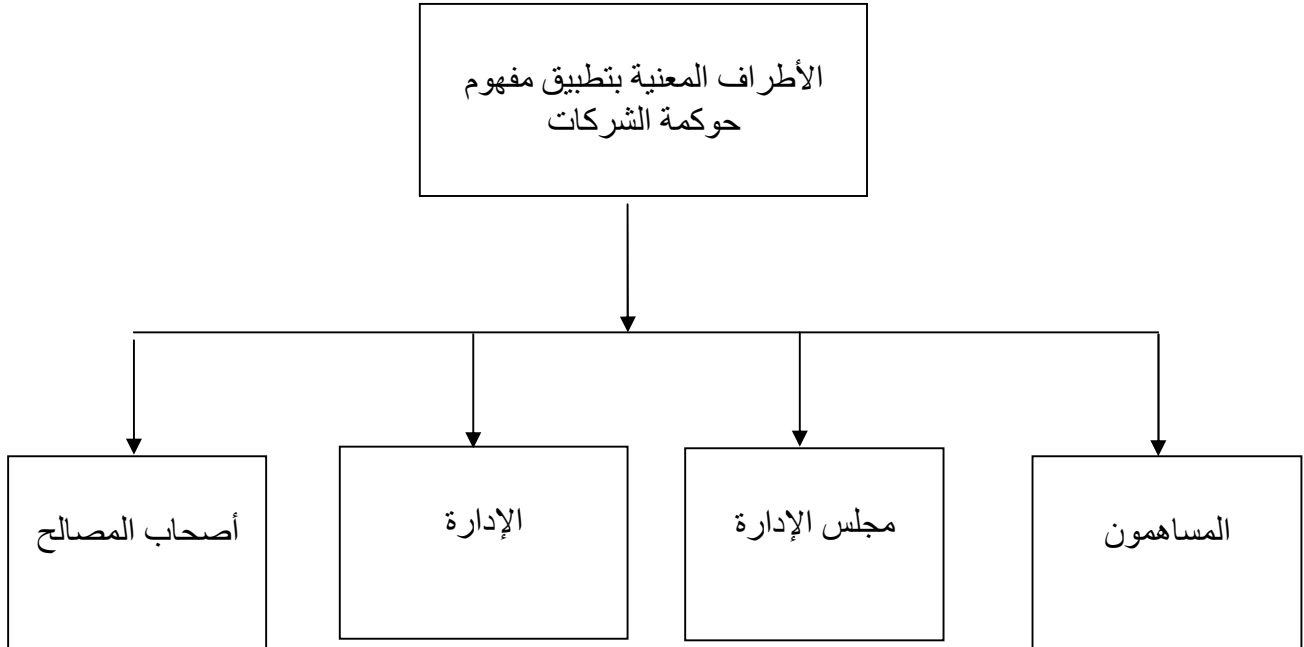 الأطراف المعنية بتطبيق مفهوم
حوكمة الشركات
المساهمون
مجلس الإدارة
الإدارة
أصحاب المصالح